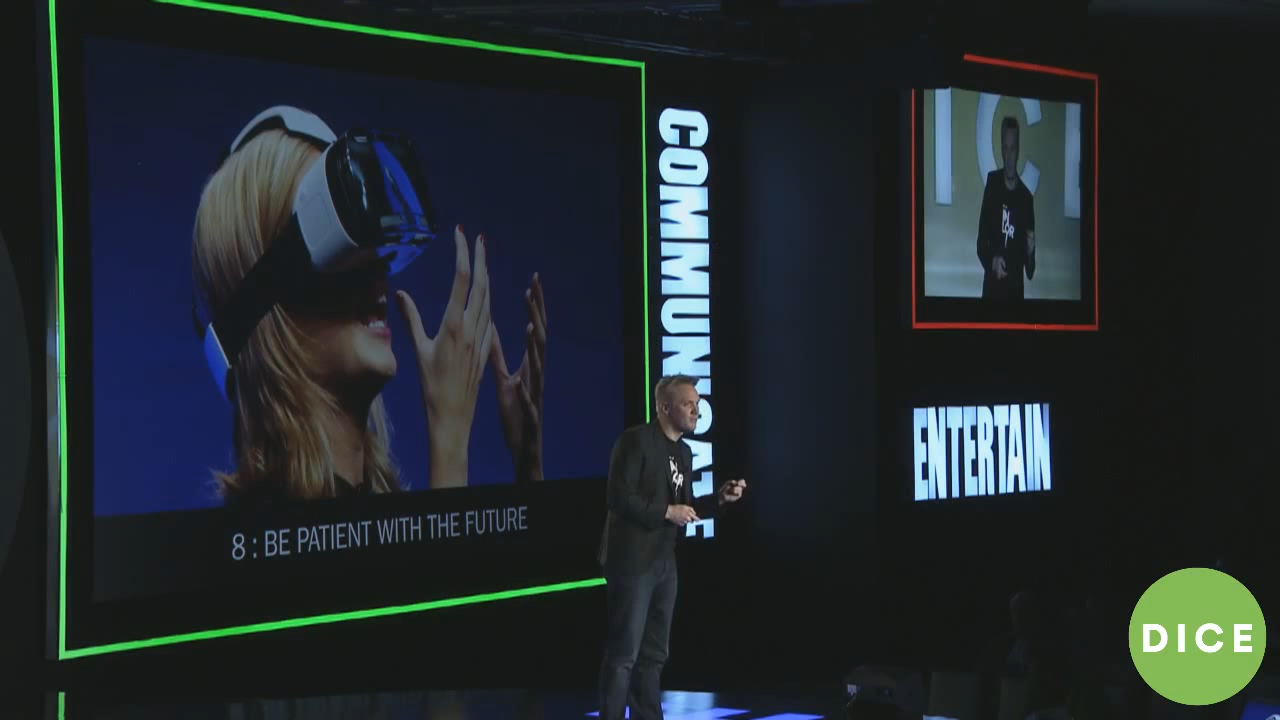 COMMUNICATE
ENTERTAIN
8 : BE PATIENT WITH THE FUTURE
DICE